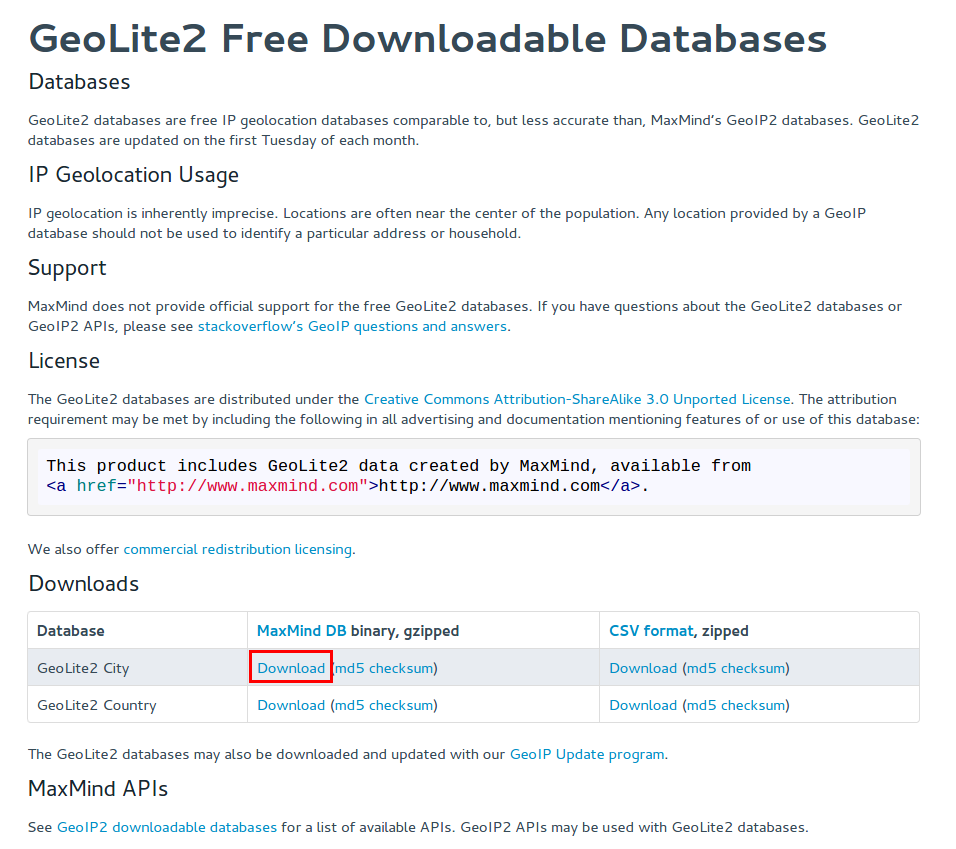 GeoLite2 Free Downloadable Databases
Databases
GeoLite2 databases are free IP geolocation databases comparable to, but less accurate than, MaxMind’s GeoIP2 databases. GeoLite2
databases are updated on the first Tuesday of each month.
IP Geolocation Usage
IP geolocation is inherently imprecise. Locations are often near the center of the population. Any location provided by a GeoIP
database should not be used to identify a particular address or household.
Support
MaxMind does not provide official support for the free GeoLite2 databases. If you have questions about the GeoLite2 databases or
GeoIP2 APIs, please see stackoverflow’s GeoIP questions and answers.
License
The GeoLite2 databases are distributed under the Creative Commons Attribution-ShareAlike 3.0 Unported License. The attribution
requirement may be met by including the following in all advertising and documentation mentioning features of or use of this database:
This product includes GeoLite2 data created by MaxMind, available from
<a href="http://www.maxmind.com">http://www.maxmind.com</a>.
We also offer commercial redistribution licensing.
Downloads
Database MaxMind DB binary, gzipped CSV format, zipped
GeoLite2 City Download (md5 checksum) Download (md5 checksum)
GeoLite2 Country Download (md5 checksum) Download (md5 checksum)
The GeoLite2 databases may also be downloaded and updated with our GeoIP Update program.
MaxMind APIs
See GeoIP2 downloadable databases for a list of available APIs. GeoIP2 APIs may be used with GeoLite2 databases.